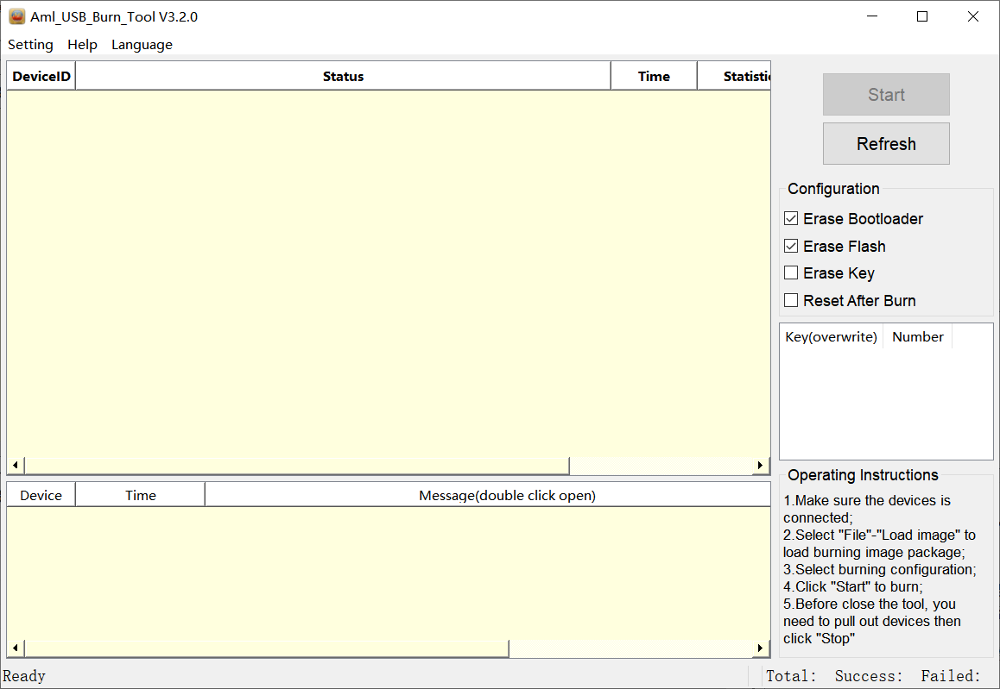 Aml_USB_Burn_Tool V3.2.0
Setting Help Language
DeviceID Status Time Statistic
Start
Refresh
Configuration
Erase Bootloader
Erase Flash
Erase Key
Reset After Burn
Key(overwrite) Number
Device Time Message(double click open)
Operating Instructions
1.Make sure the devices is
connected;
2.Select "File"-"Load image" to
load burning image package;
3.Select burning configuration;
4.Click "Start" to burn;
5.Before close the tool, you
need to pull out devices then
click "Stop"
Ready Total: Success: Failed: